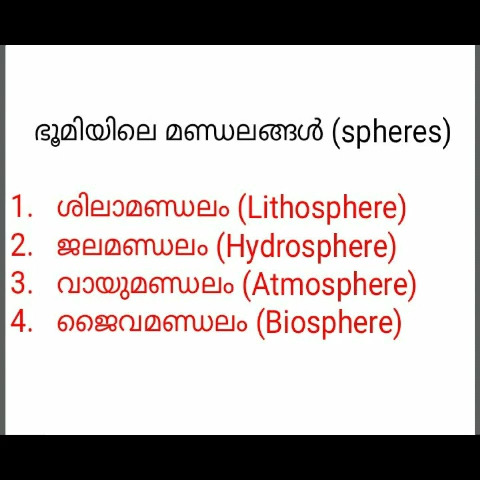 ഭൂമിയിലെ മണ്ഡലങ്ങൾ (spheres)
1. ശിലാമണ്ഡലം (Lithosphere)
2. ജലമണ്ഡലം (Hydrosphere)
3. വായുമണ്ഡലം (Atmosphere)
4. ജൈവമണ്ഡലം (Biosphere)